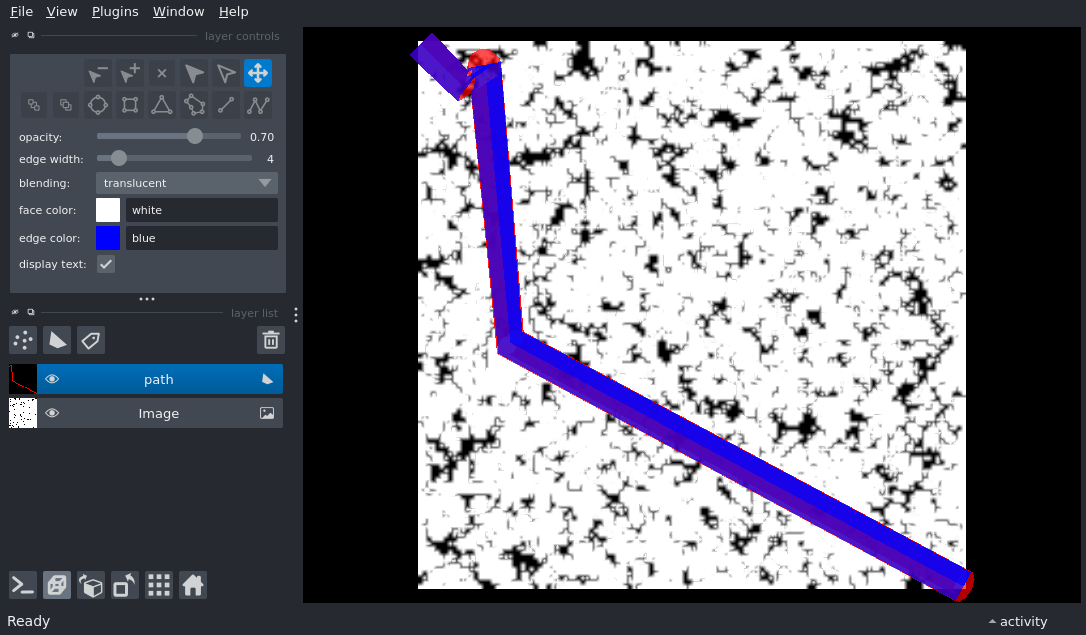 File View Plugins Window Help
layer controls
opacity: 0.70
edge width: 4
blending: translucent
face color: white
edge color: blue
display text:
layer list
path
Image
Ready
activity